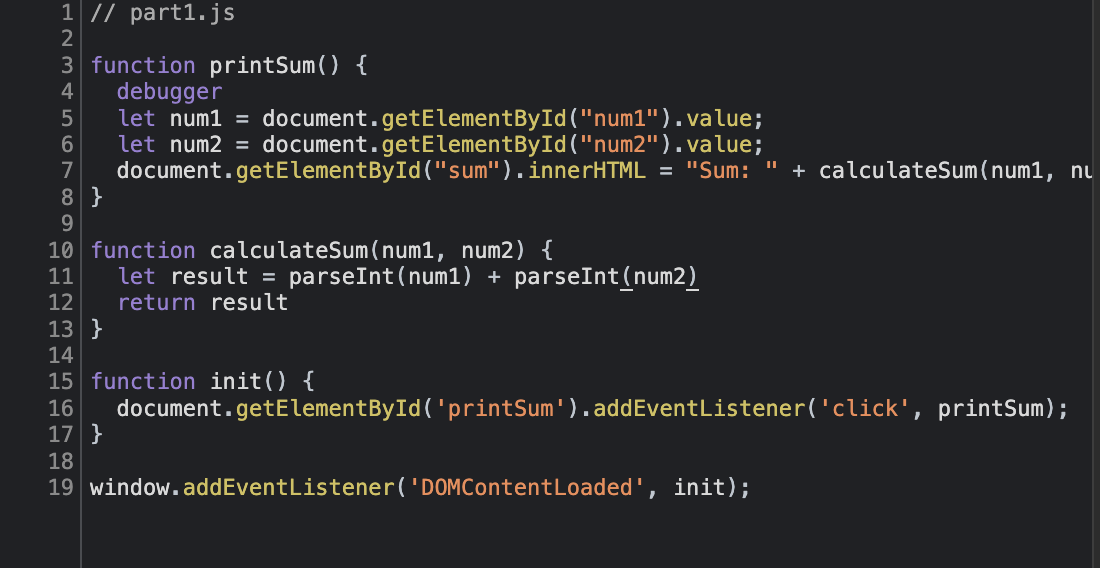 1 // part1.js
2
3 function printSum() {
4   debugger
5   let num1 = document.getElementById("num1").value;
6   let num2 = document.getElementById("num2").value;
7   document.getElementById("sum").innerHTML = "Sum: " + calculateSum(num1, nu
8 }
9
10 function calculateSum(num1, num2) {
11   let result = parseInt(num1) + parseInt(num2)
12   return result
13 }
14
15 function init() {
16   document.getElementById('printSum').addEventListener('click', printSum);
17 }
18
19 window.addEventListener('DOMContentLoaded', init);